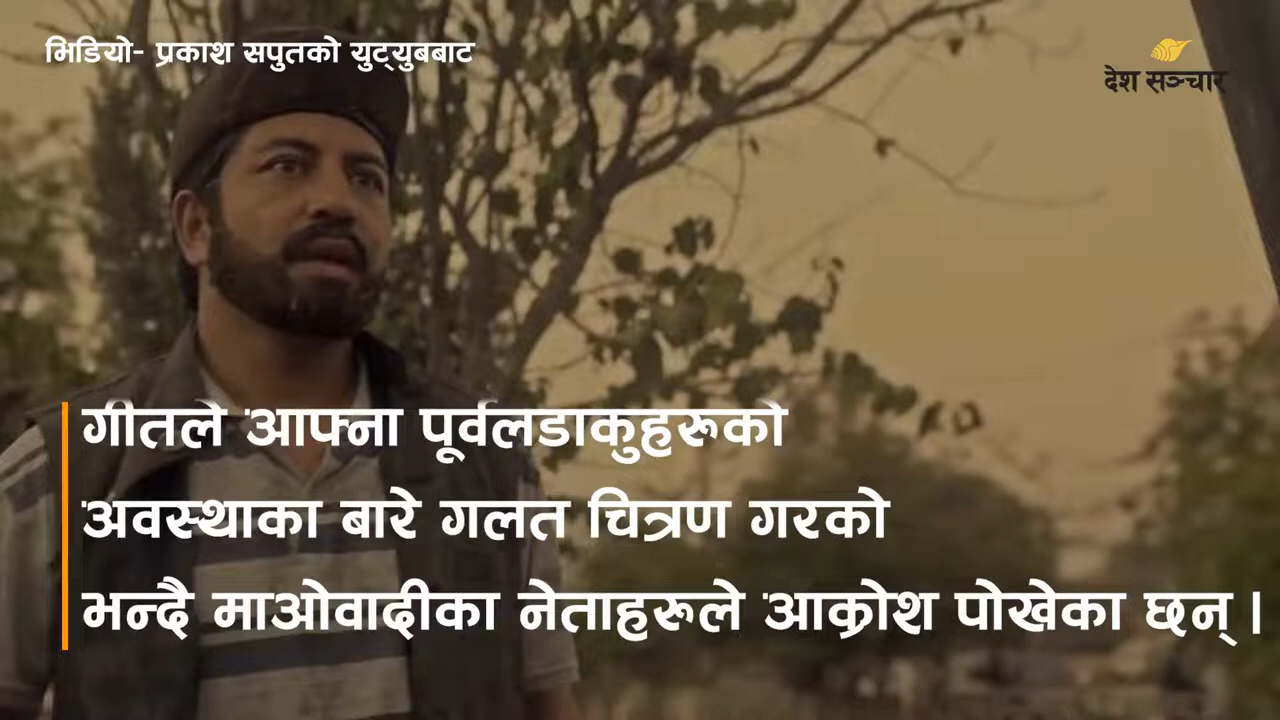 भिडियो- प्रकाश सपुतको युट्युबबाट
देश सञ्चार
गीतले आफ्ना पूर्वलडाकुहरूको
अवस्थाका बारे गलत चित्रण गरको
भन्दै माओवादीका नेताहरूले आक्रोश पोखेका छन् ।